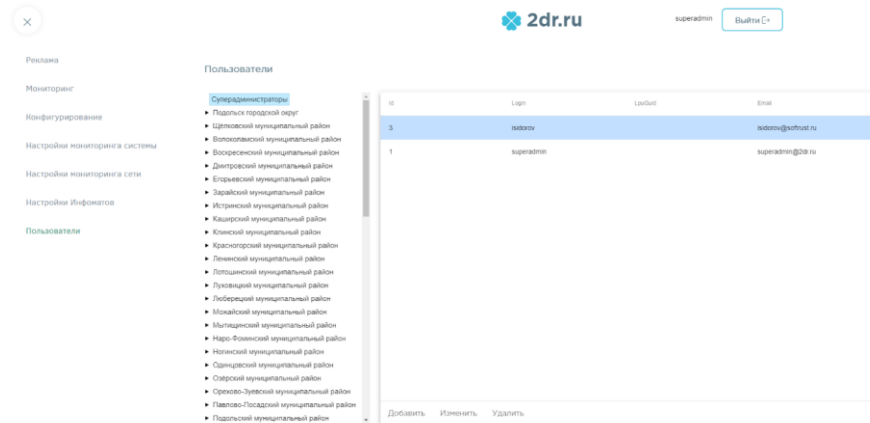 2dr.ru
superadmin
Выйти
Реклама
Мониторинг
Конфигурирование
Настройки мониторинга системы
Настройки мониторинга сети
Настройки Инфоматов
Пользователи
Пользователи
Суперадминистраторы
Подольск городской округ
Щёлковский муниципальный район
Волоколамский муниципальный район
Воскресенский муниципальный район
Дмитровский муниципальный район
Егорьевский муниципальный район
Зарайский муниципальный район
Истринский муниципальный район
Каширский муниципальный район
Клинский муниципальный район
Красногорский муниципальный район
Ленинский муниципальный район
Лотошинский муниципальный район
Луховицкий муниципальный район
Люберецкий муниципальный район
Можайский муниципальный район
Мытищинский муниципальный район
Наро-Фоминский муниципальный район
Ногинский муниципальный район
Одинцовский муниципальный район
Озёрский муниципальный район
Орехово-Зуевский муниципальный район
Павлово-Посадский муниципальный район
Подольский муниципальный район
Id Login LpuGuid Email
3 isidorov isidorov@softrust.ru
1 superadmin superadmin@2dr.ru
Добавить Изменить Удалить